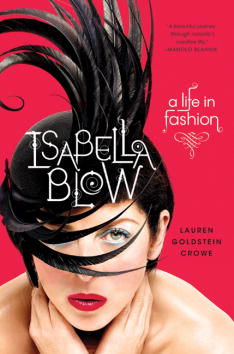 "A beautiful journey
through Isabella's
creative life."
—MANOLO BLAHNIK
a life in
fashion
ISABELLA
BLOW
LAUREN
GOLDSTEIN
CROWE